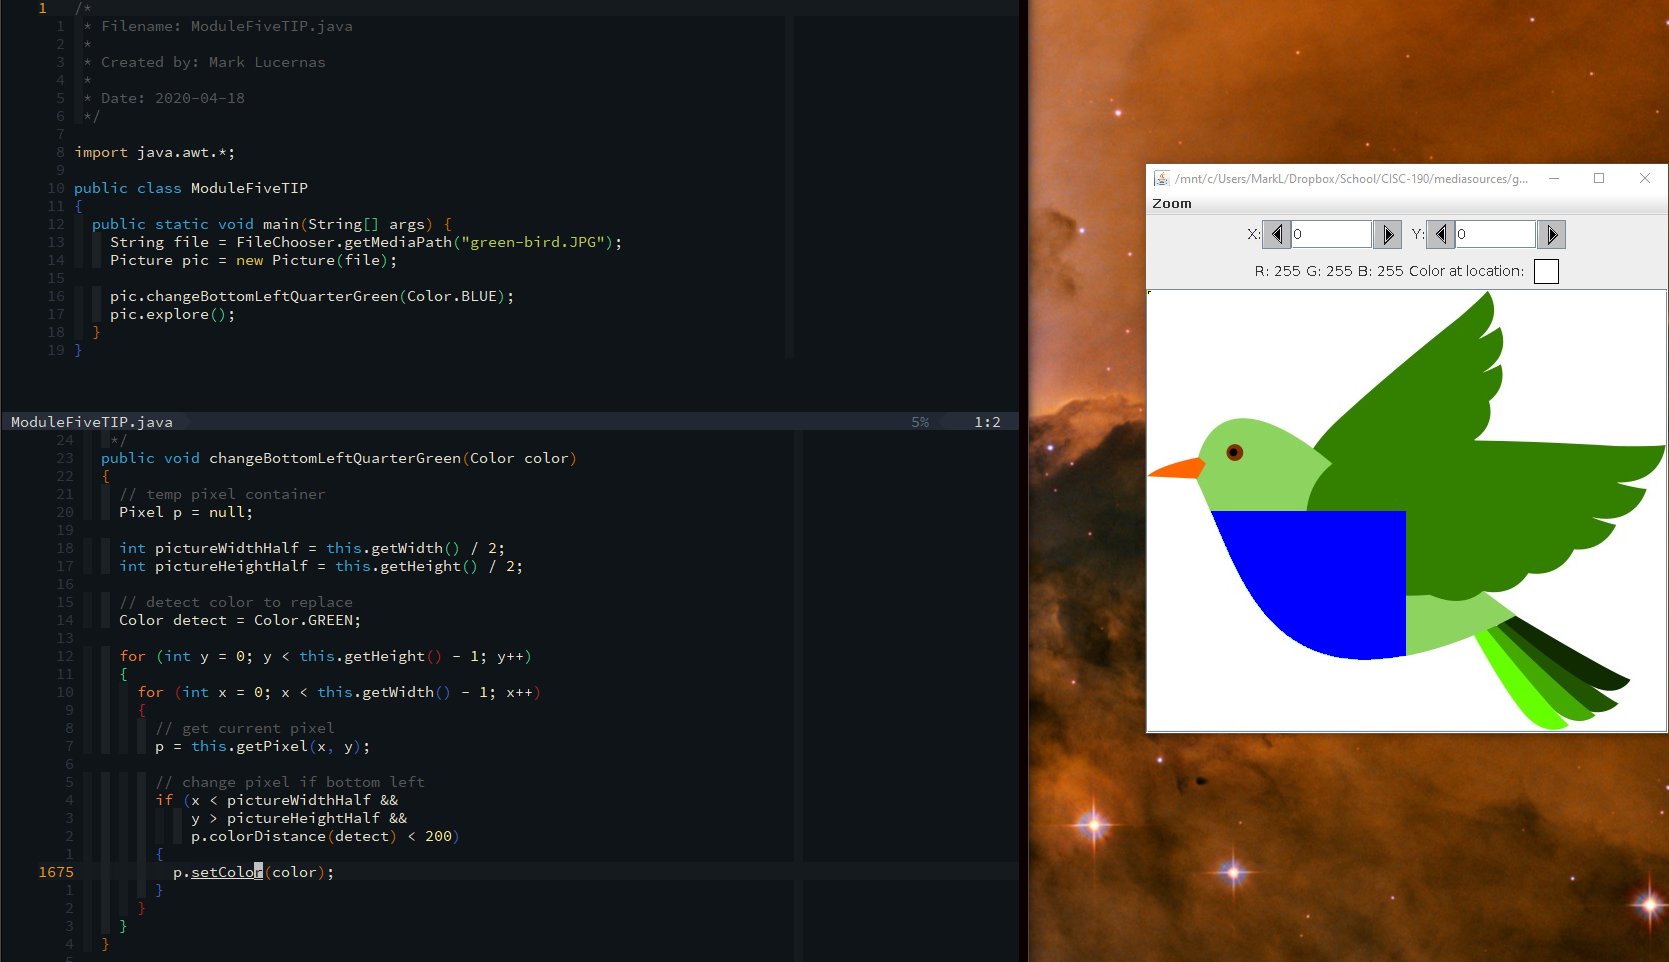 1 /*
1 * Filename: ModuleFiveTIP.java
2 *
3 * Created by: Mark Lucernas
4 *
5 * Date: 2020-04-18
6 */
7
8 import java.awt.*;
9
10 public class ModuleFiveTIP
11 {
12 public static void main(String[] args) {
13 String file = FileChooser.getMediaPath("green-bird.JPG");
14 Picture pic = new Picture(file);
15
16 pic.changeBottomLeftQuarterGreen(Color.BLUE);
17 pic.explore();
18 }
19 }
ModuleFiveTIP.java 5% 1:2
24 */
23 public void changeBottomLeftQuarterGreen(Color color)
22 {
21 // temp pixel container
20 Pixel p = null;
19
18 int pictureWidthHalf = this.getWidth() / 2;
17 int pictureHeightHalf = this.getHeight() / 2;
16
15 // detect color to replace
14 Color detect = Color.GREEN;
13
12 for (int y = 0; y < this.getHeight() - 1; y++)
11 {
10 for (int x = 0; x < this.getWidth() - 1; x++)
9 {
8 // get current pixel
7 p = this.getPixel(x, y);
6
5 // change pixel if bottom left
4 if (x < pictureWidthHalf &&
3 y > pictureHeightHalf &&
2 p.colorDistance(detect) < 200)
1 {
1675 p.setColor(color);
1 }
2 }
3 }
4 }
5
/mnt/c/Users/MarkL/Dropbox/School/CISC-190/mediasources/g...
Zoom
X: 0 Y: 0
R: 255 G: 255 B: 255 Color at location: